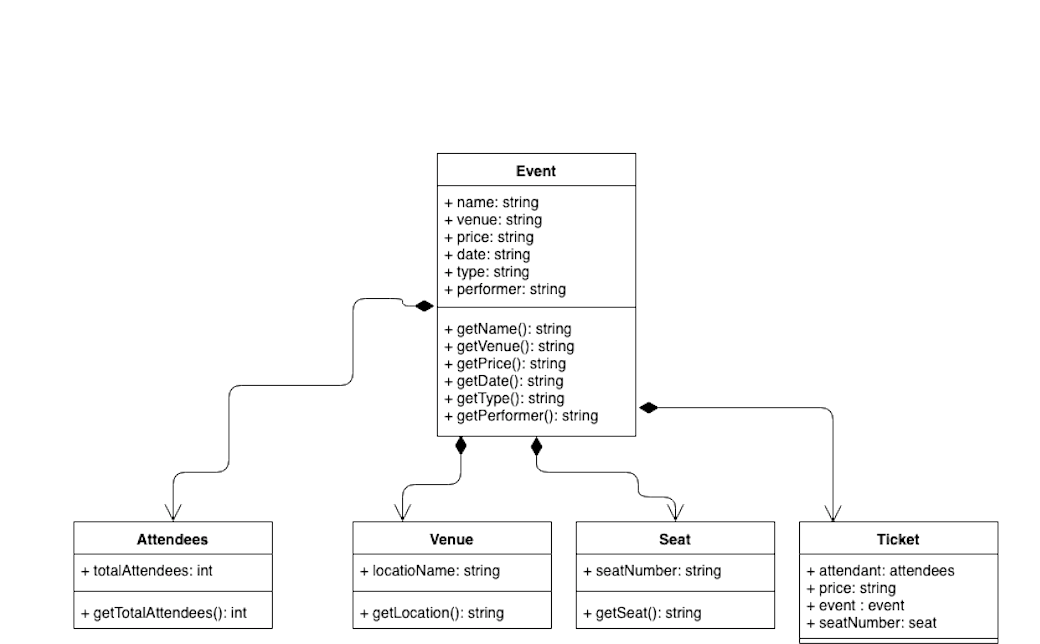 Event
+ name: string
+ venue: string
+ price: string
+ date: string
+ type: string
+ performer: string
+ getName(): string
+ getVenue(): string
+ getPrice(): string
+ getDate(): string
+ getType(): string
+ getPerformer(): string
Attendees
+ totalAttendees: int
+ getTotalAttendees(): int
Venue
+ locatioName: string
+ getLocation(): string
Seat
+ seatNumber: string
+ getSeat(): string
Ticket
+ attendant: attendees
+ price: string
+ event : event
+ seatNumber: seat